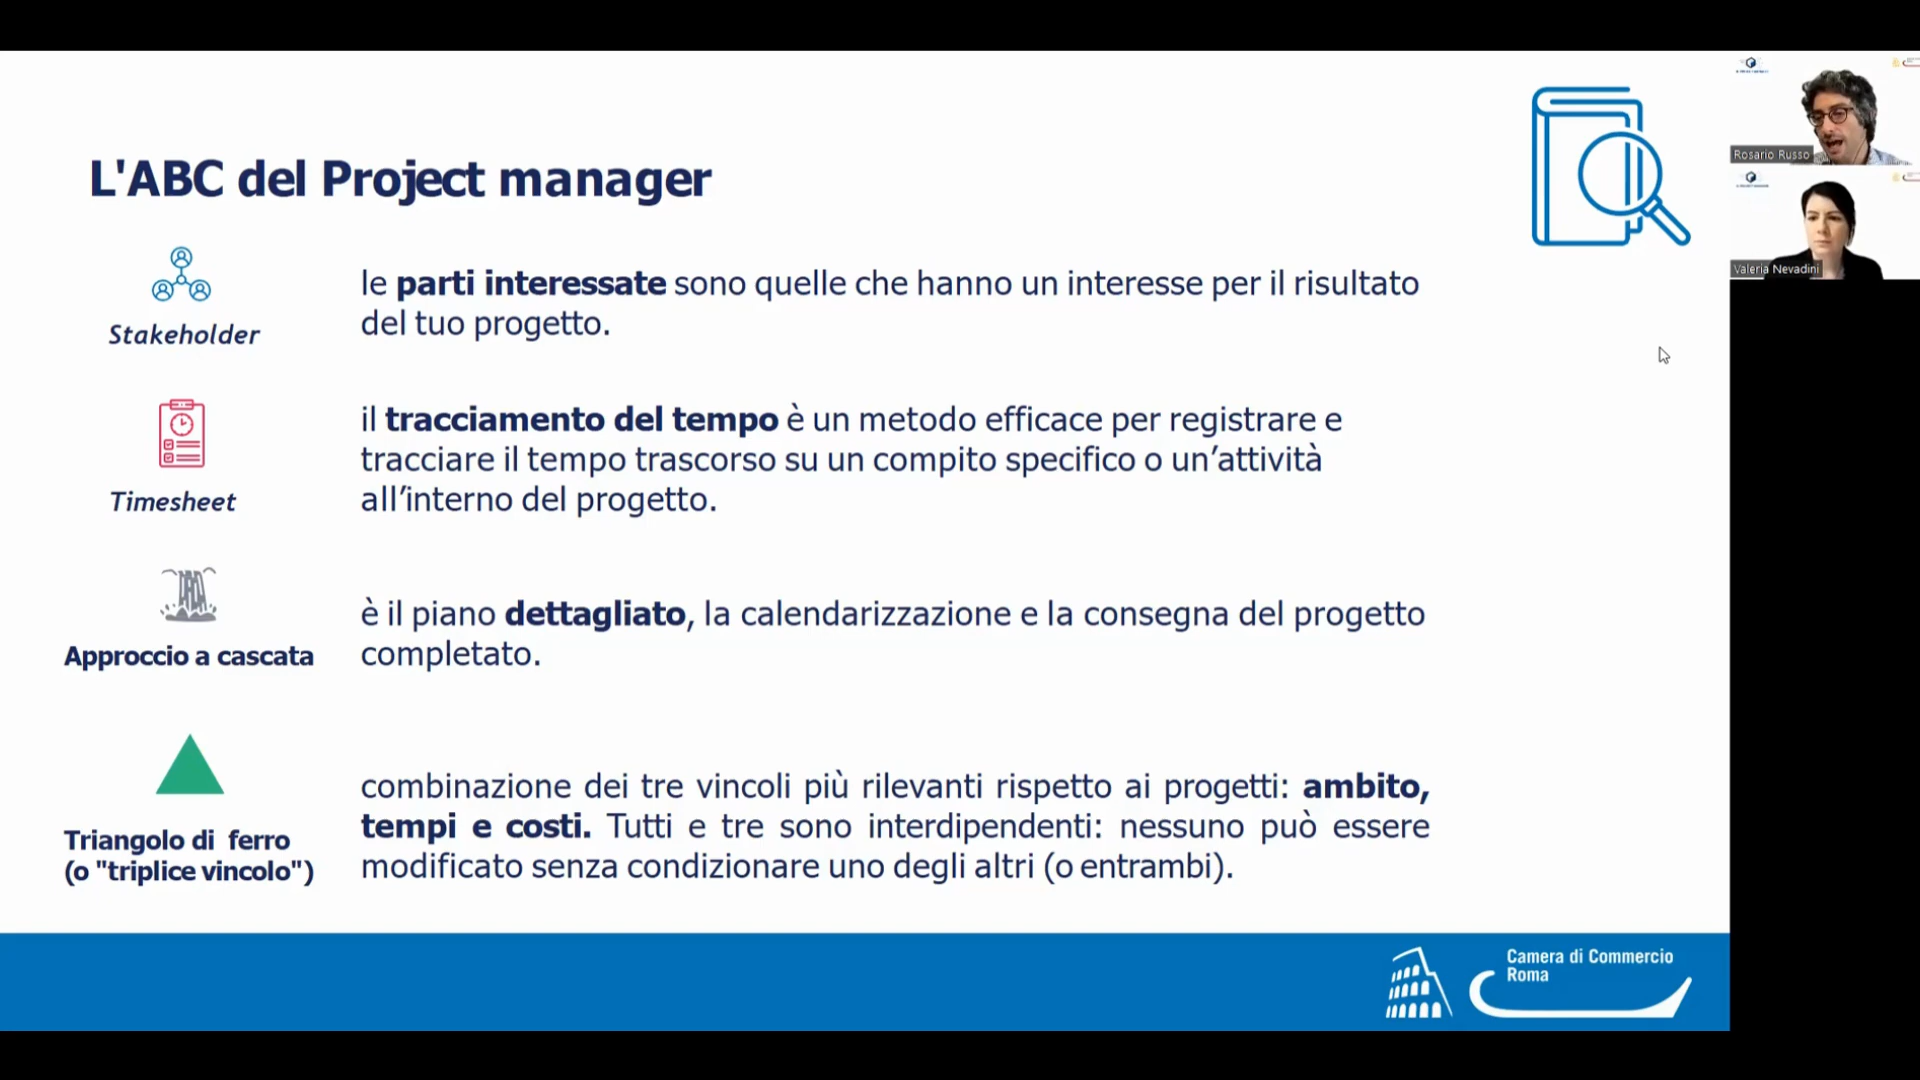 L'ABC del Project manager
Stakeholder
le parti interessate sono quelle che hanno un interesse per il risultato
del tuo progetto.
Timesheet
il tracciamento del tempo è un metodo efficace per registrare e
tracciare il tempo trascorso su un compito specifico o un’attività
all’interno del progetto.
Approccio a cascata
è il piano dettagliato, la calendarizzazione e la consegna del progetto
completato.
Triangolo di ferro
(o "triplice vincolo")
combinazione dei tre vincoli più rilevanti rispetto ai progetti: ambito,
tempi e costi. Tutti e tre sono interdipendenti: nessuno può essere
modificato senza condizionare uno degli altri (o entrambi).
Camera di Commercio
Roma
Rosario Russo
Valeria Nevadini